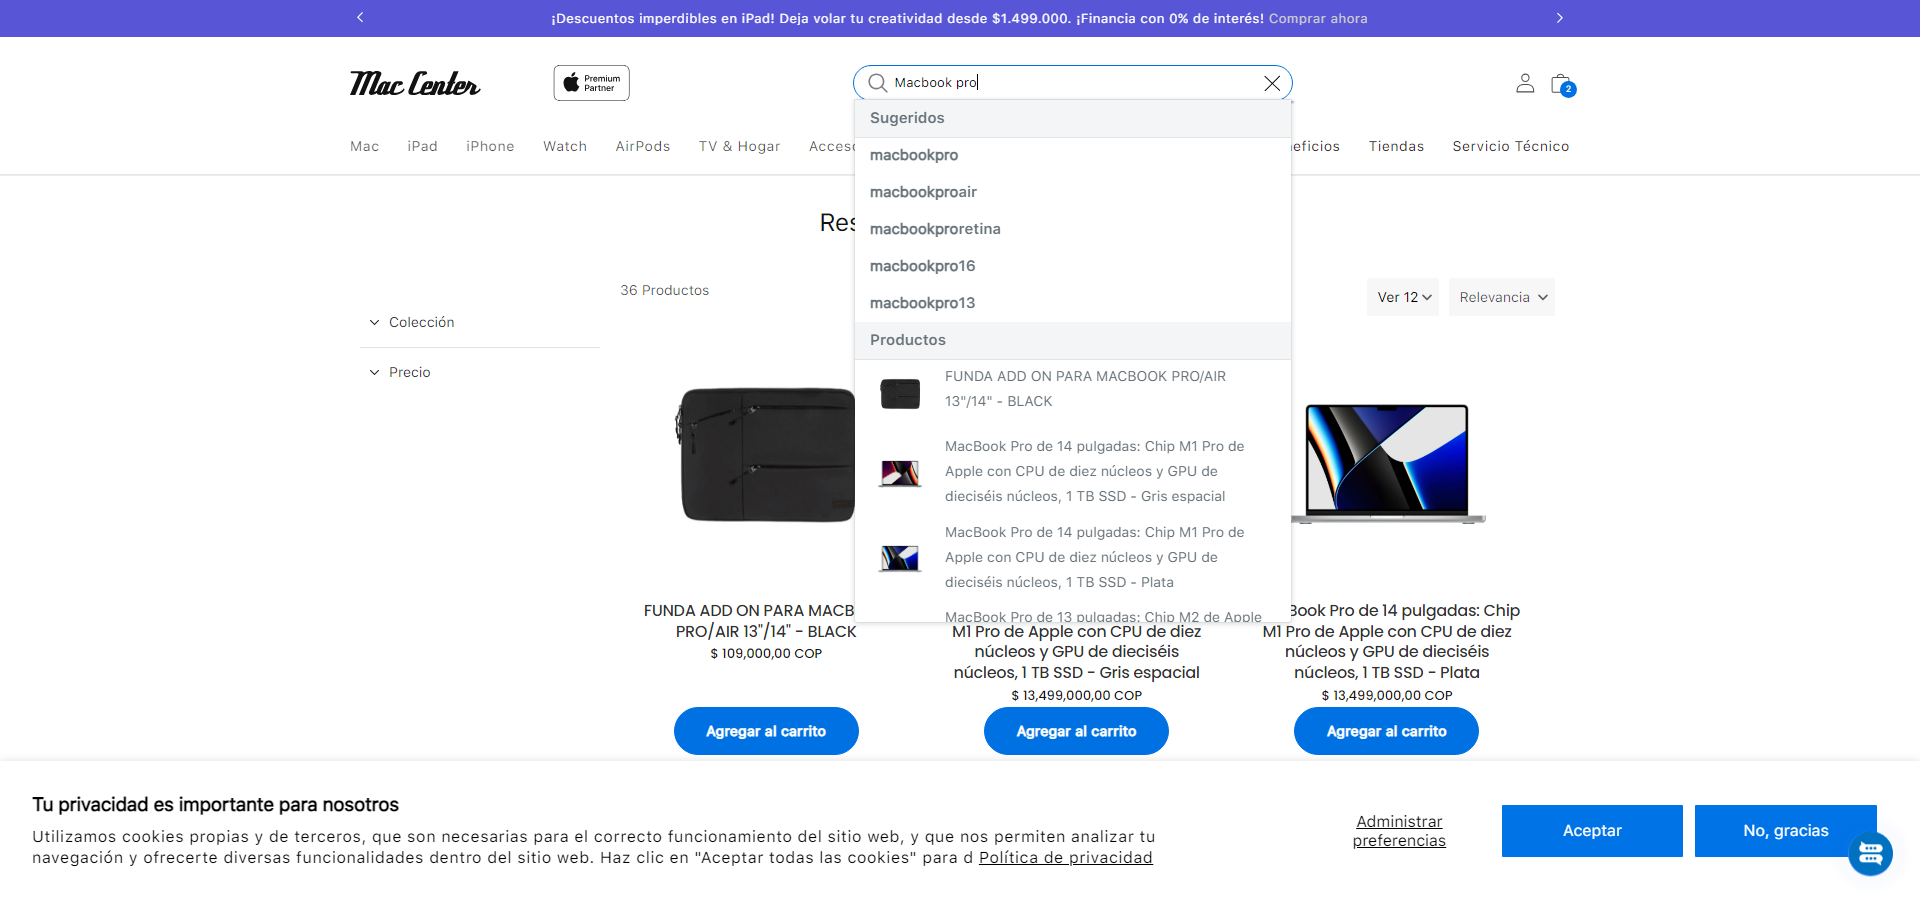 ¡Descuentos imperdibles en iPad! Deja volar tu creatividad desde $1.499.000. ¡Financia con 0% de interés! Comprar ahora
Mac Center
Premium
Partner
Macbook pro
2
Mac iPad iPhone Watch AirPods TV & Hogar Acceso eficios Tiendas Servicio Técnico
Sugeridos
macbookpro
macbookproair
macbookproretina
macbookpro16
macbookpro13
Productos
FUNDA ADD ON PARA MACBOOK PRO/AIR
13"/14" - BLACK
MacBook Pro de 14 pulgadas: Chip M1 Pro de
Apple con CPU de diez núcleos y GPU de
dieciséis núcleos, 1 TB SSD - Gris espacial
MacBook Pro de 14 pulgadas: Chip M1 Pro de
Apple con CPU de diez núcleos y GPU de
dieciséis núcleos, 1 TB SSD - Plata
MacBook Pro de 13 pulgadas: Chip M2 de Apple
Res
36 Productos
Ver 12
Relevancia
Colección
Precio
FUNDA ADD ON PARA MACB
PRO/AIR 13"/14" - BLACK
$ 109,000,00 COP
Agregar al carrito
M1 Pro de Apple con CPU de diez
núcleos y GPU de dieciséis
núcleos, 1 TB SSD - Gris espacial
$ 13,499,000,00 COP
Agregar al carrito
Book Pro de 14 pulgadas: Chip
M1 Pro de Apple con CPU de diez
núcleos y GPU de dieciséis
núcleos, 1 TB SSD - Plata
$ 13,499,000,00 COP
Agregar al carrito
Tu privacidad es importante para nosotros
Utilizamos cookies propias y de terceros, que son necesarias para el correcto funcionamiento del sitio web, y que nos permiten analizar tu
navegación y ofrecerte diversas funcionalidades dentro del sitio web. Haz clic en "Aceptar todas las cookies" para d Política de privacidad
Administrar
preferencias
Aceptar
No, gracias